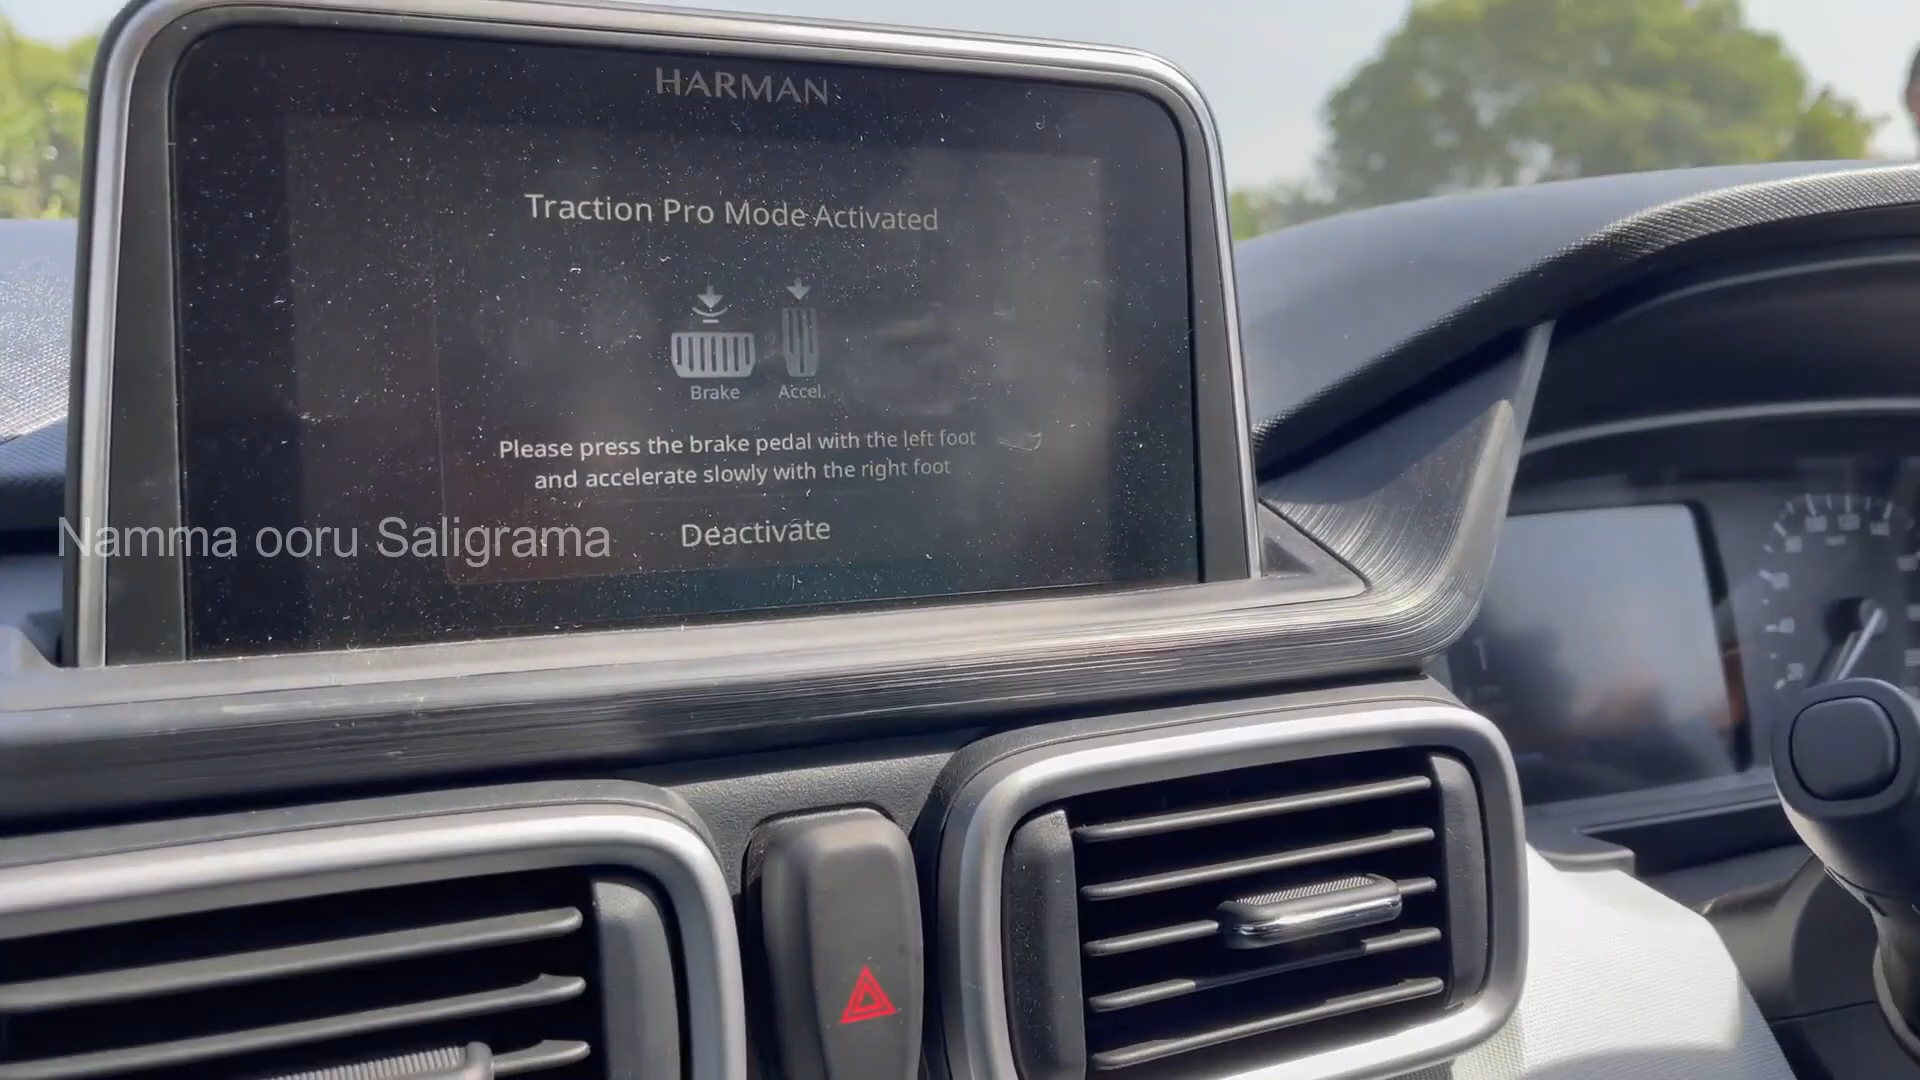 HARMAN
Traction Pro Mode Activated
Brake
Accel.
Please press the brake pedal with the left foot
and accelerate slowly with the right foot
Namma ooru Saligrama
Deactivate